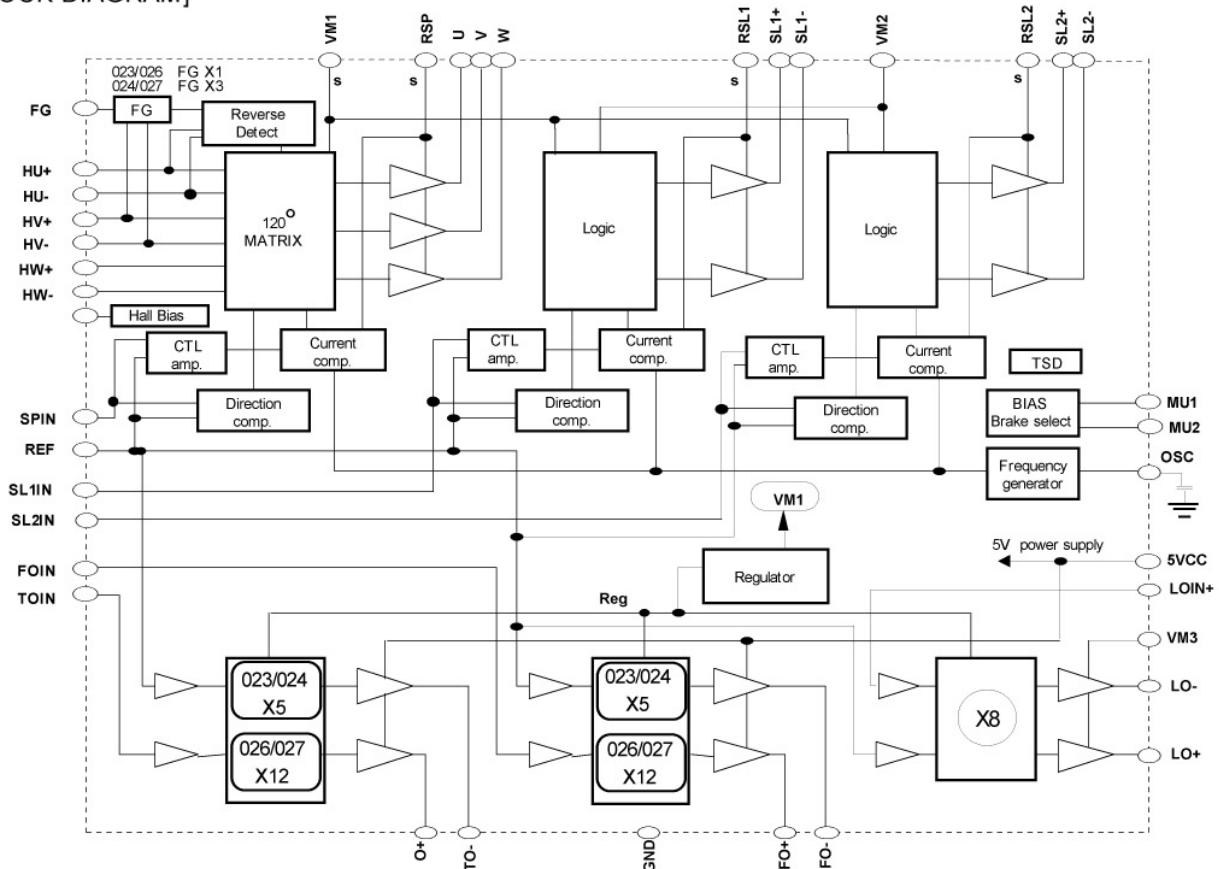 OUR DIAGRAM]
VM1
RSP
U
V
W
RSL1
SL1+
SL1-
VM2
RSL2
SL2+
SL2-
s
s
s
s
023/026 FG X1
024/027 FG X3
FG
FG
Reverse
Detect
HU+
HU-
HV+
HV-
HW+
HW-
120°
MATRIX
Logic
Logic
Hall Bias
CTL
amp.
Current
comp.
CTL
amp.
Current
comp.
CTL
amp.
Current
comp.
TSD
Direction
comp.
Direction
comp.
Direction
comp.
BIAS
Brake select
MU1
MU2
SPIN
REF
OSC
Frequency
generator
SL1IN
SL2IN
VM1
FOIN
TOIN
Regulator
5V power supply
5VCC
LOIN+
Reg
VM3
023/024
X5
026/027
X12
023/024
X5
026/027
X12
X8
LO-
LO+
O+
TO-
GND
FO+
FO-